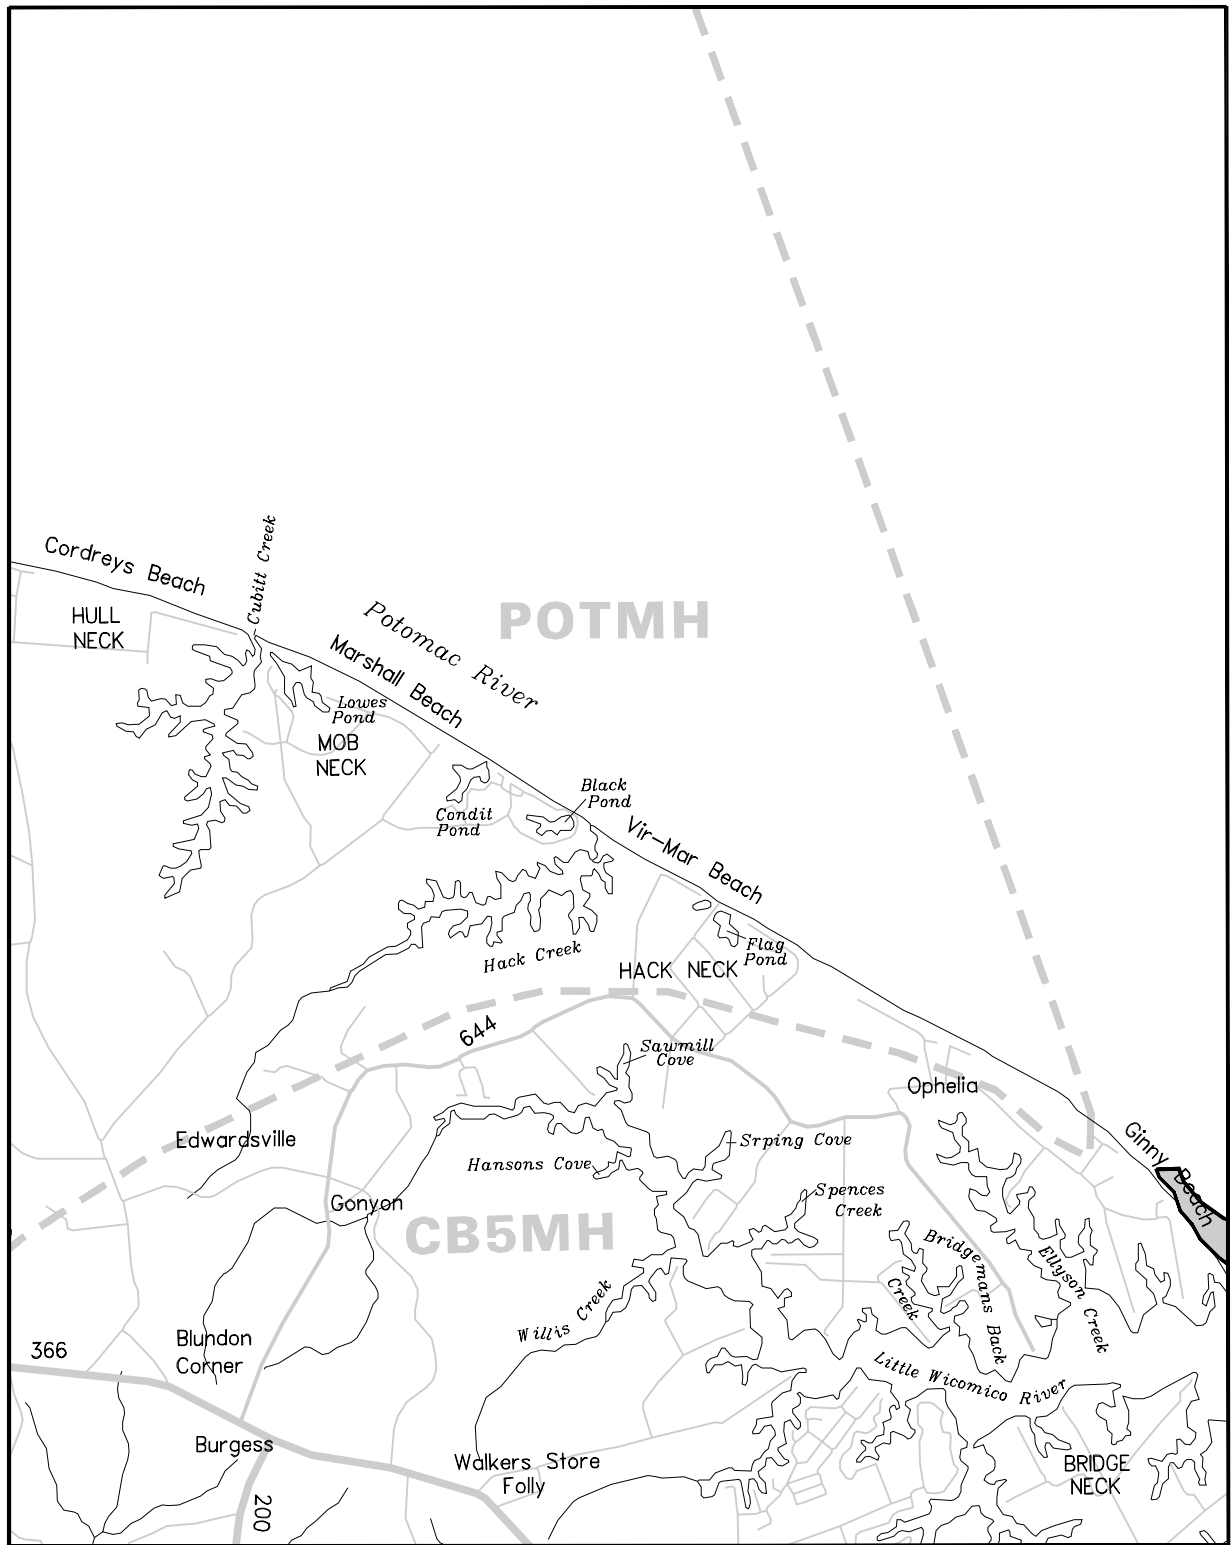 Cubitt Creek
Cordreys Beach
HULL
NECK
Potomac River
POTMH
Marshall Beach
Lowes
Pond
MOB
NECK
Black
Pond
Condit
Pond
Vir-Mar Beach
Flag
Pond
Hack Creek
HACK NECK
644
Sawmill
Cove
Ophelia
Edwardsville
Srping Cove
Ginny Beach
Hansons Cove
Gonyon
Spences
Creek
CB5MH
Bridgemans Back
Creek
Ellyson Creek
Willis Creek
366
Blundon
Corner
Little Wicomico River
Burgess
Walkers Store
Folly
BRIDGE
NECK
200